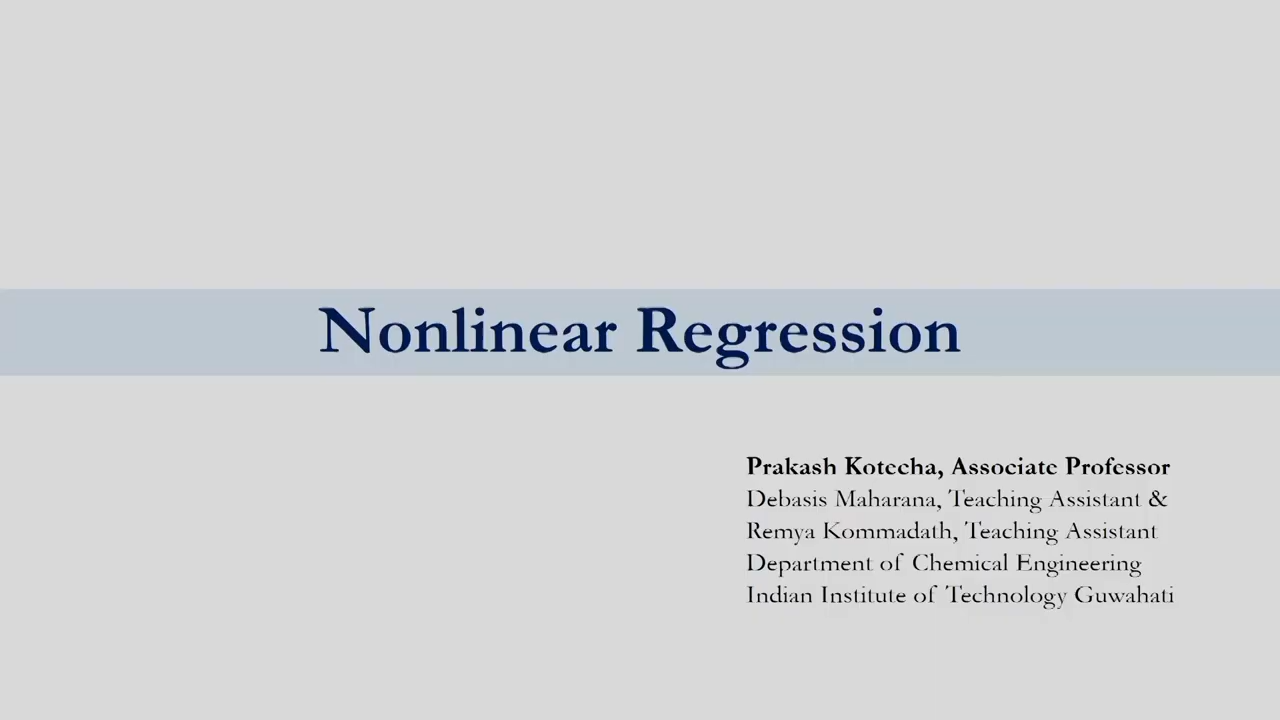 Nonlinear Regression
Prakash Kotecha, Associate Professor
Debasis Maharana, Teaching Assistant &
Remya Kommadath, Teaching Assistant
Department of Chemical Engineering
Indian Institute of Technology Guwahati